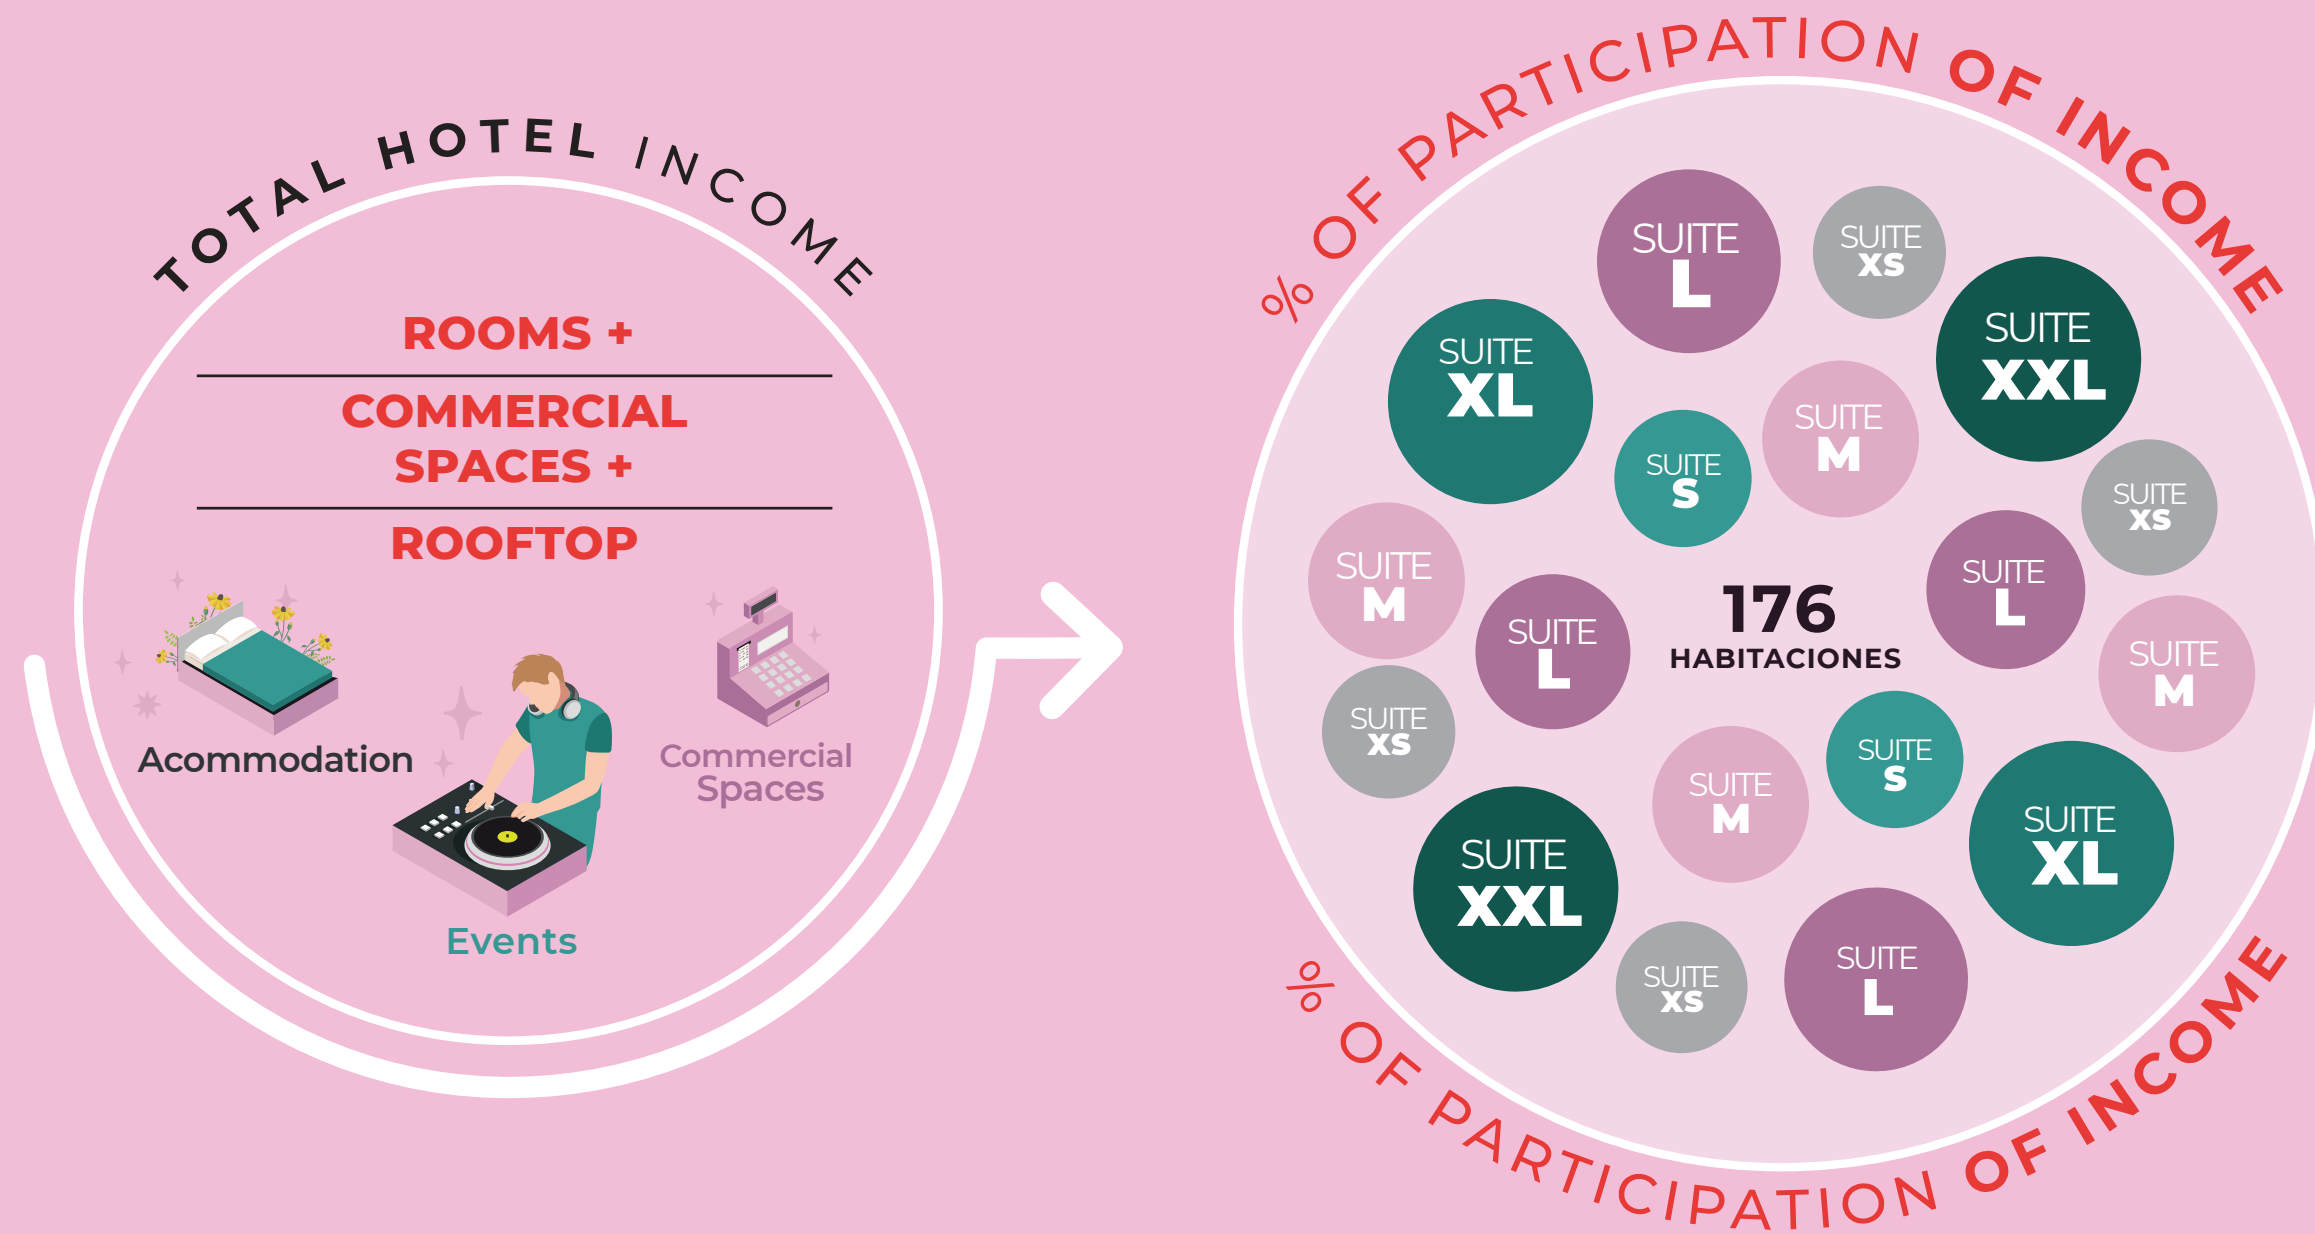 TOTAL HOTEL INCOME
ROOMS +
COMMERCIAL
SPACES +
ROOFTOP
Acommodation
Events
Commercial
Spaces
% OF PARTICIPATION OF INCOME
SUITE
L
SUITE
XS
SUITE
XXL
SUITE
XL
SUITE
M
SUITE
S
SUITE
XS
SUITE
M
SUITE
L
176
HABITACIONES
SUITE
L
SUITE
M
SUITE
XS
SUITE
M
SUITE
S
SUITE
XL
SUITE
XXL
SUITE
XS
SUITE
L
% OF PARTICIPATION OF INCOME